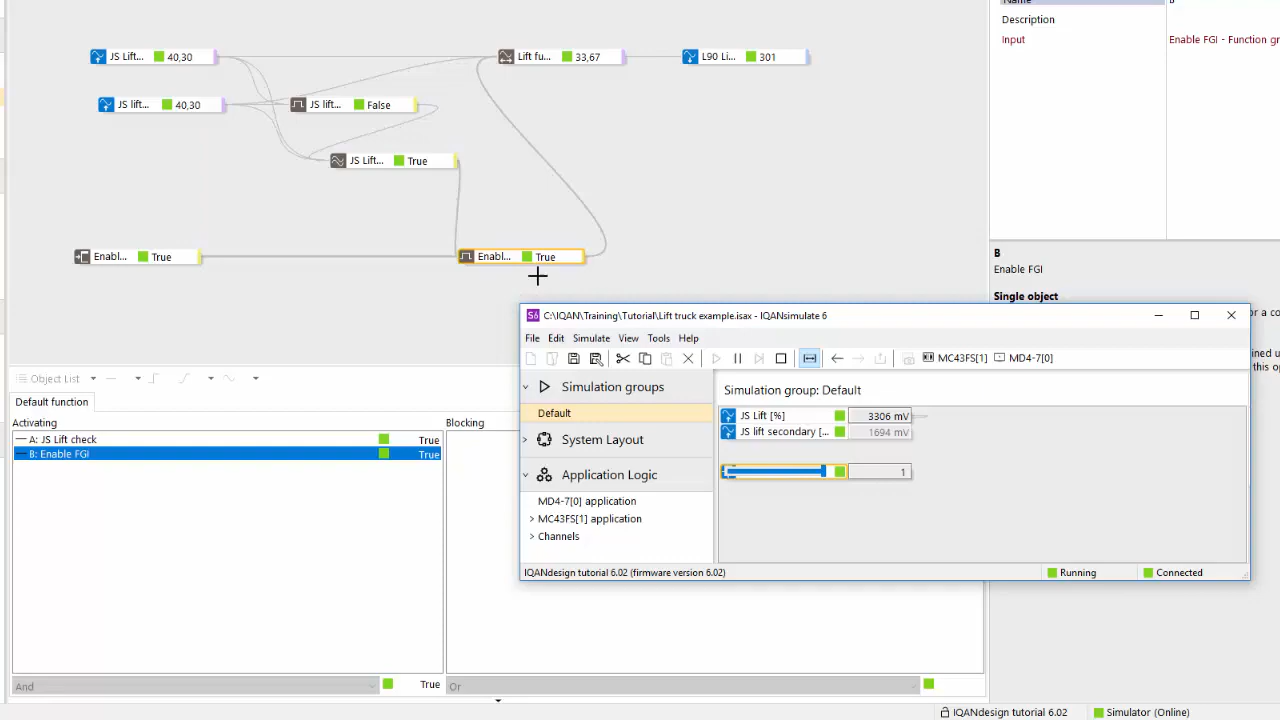 Name
B
Description
Input
Enable FGI - Function gr
JS Lift...
40,30
Lift fu...
33,67
L90 Li...
301
JS lift...
40,30
JS lift...
False
JS Lift...
True
Enabl...
True
Enabl...
True
B
Enable FGI
Single object
S6
C:\IQAN\Training\Tutorial\Lift truck example.isax - IQANsimulate 6
File Edit Simulate View Tools Help
MC43FS[1] MD4-7[0]
Simulation groups
Default
System Layout
Application Logic
MD4-7[0] application
MC43FS[1] application
Channels
Simulation group: Default
JS Lift [%]
3306 mV
JS lift secondary [...
1694 mV
1
IQANdesign tutorial 6.02 (firmware version 6.02)
Running
Connected
Object List
Default function
Activating
Blocking
A: JS Lift check
True
B: Enable FGI
True
And
True
Or
IQANdesign tutorial 6.02
Simulator (Online)